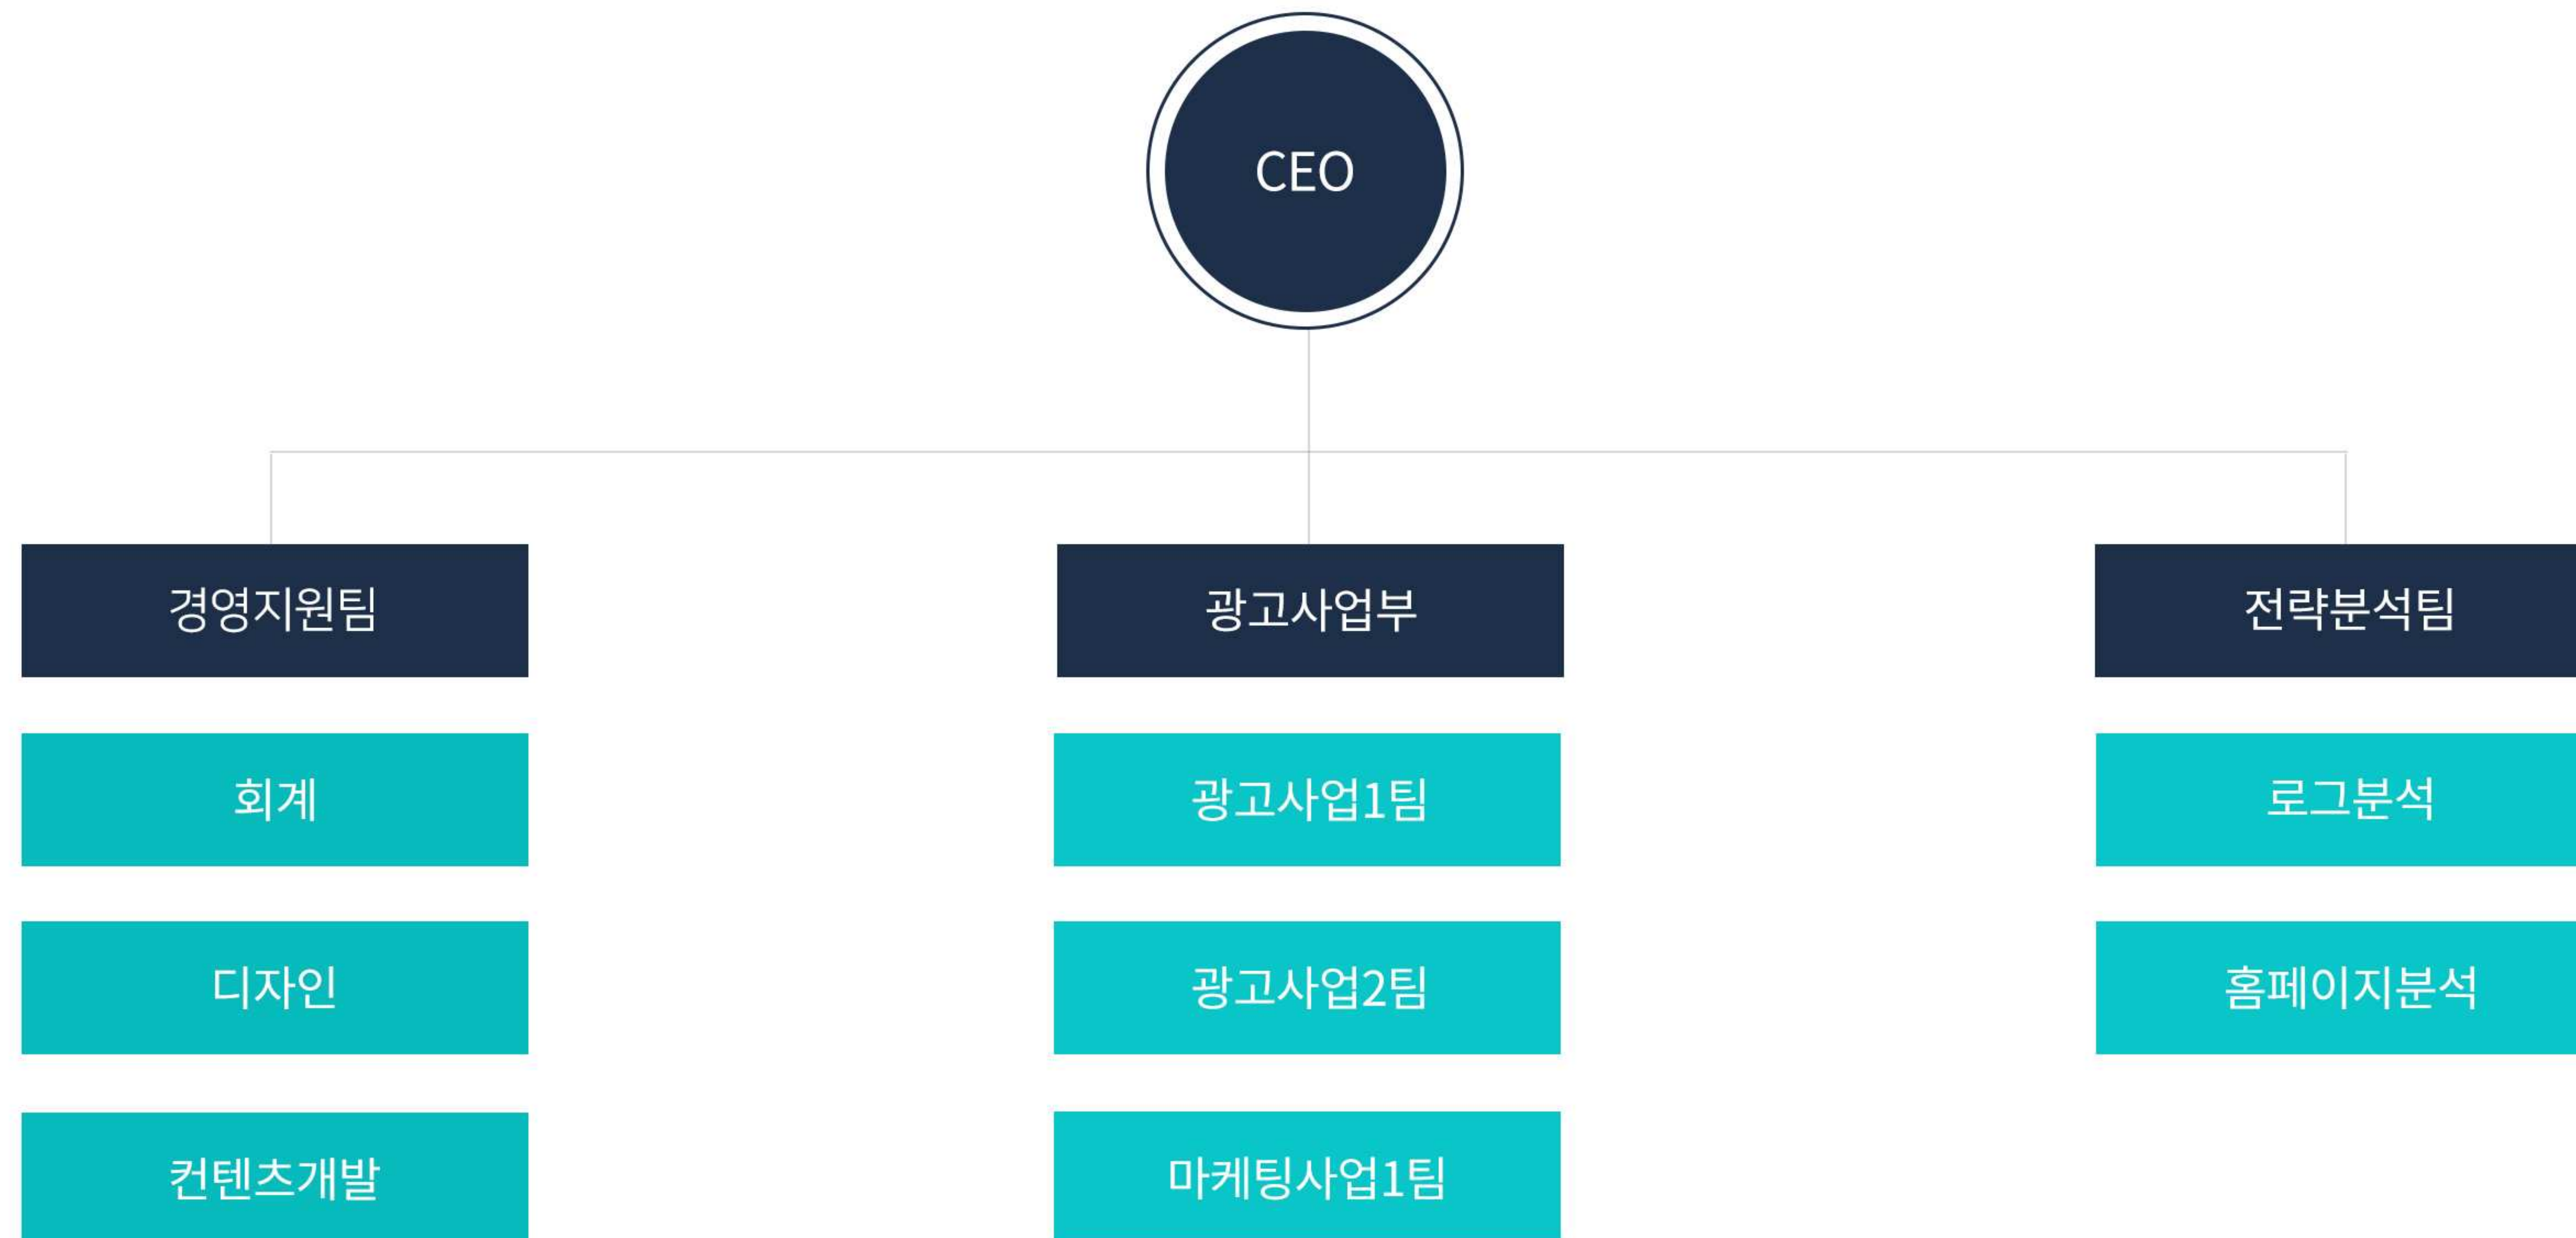 CEO
경영지원팀
광고사업부
전략분석팀
회계
광고사업1팀
로그분석
디자인
광고사업2팀
홈페이지분석
컨텐츠개발
마케팅사업1팀